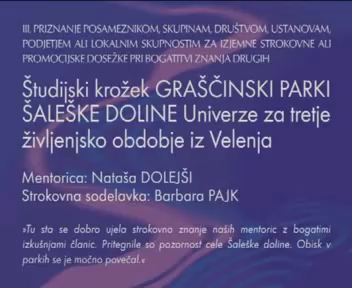 III. PRIZNANJE POSAMEZNIKOM, SKUPINAM, DRUŠTVOM, USTANOVAM,
PODJETJEM ALI LOKALNIM SKUPNOSTIM ZA IZJEMNE STROKOVNE ALI
PROMOCIJSKE DOSEŽKE PRI BOGATITVI ZNANJA DRUGIH
Študijski krožek GRAŠČINSKI PARKI
ŠALEŠKE DOLINE Univerze za tretje
življenjsko obdobje iz Velenja
Mentorica: Nataša DOLEJŠI
Strokovna sodelavka: Barbara PAJK
»Tu sta se dobro ujela strokovno znanje naših mentoric z bogatimi
izkušnjami članic. Pritegnile so pozornost cele Šaleške doline. Obisk v
parkih se je močno povečal.«